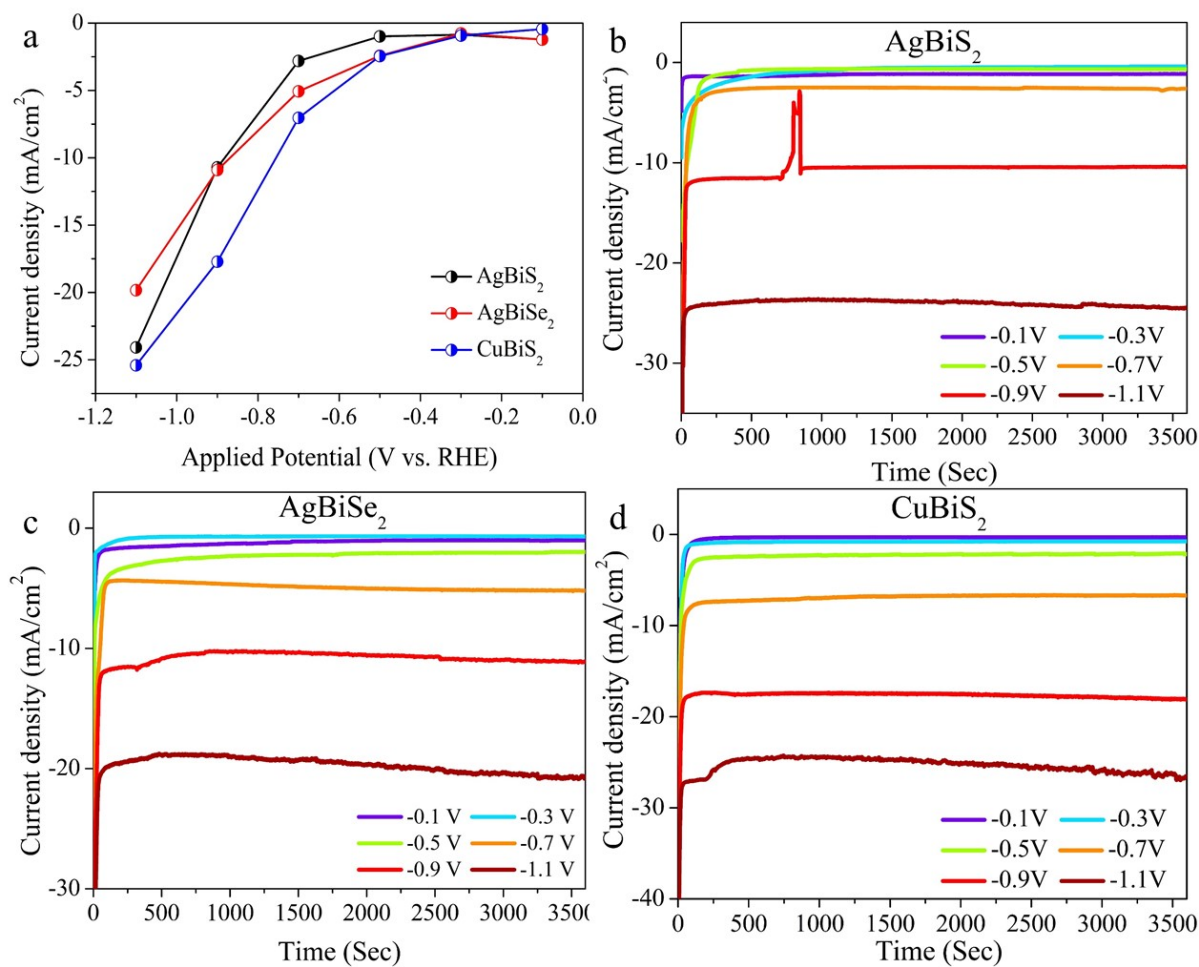 a
0
-5
-10
-15
-20
-25
Current density (mA/cm²)
AgBiS₂
AgBiSe₂
CuBiS₂
-1.2 -1.0 -0.8 -0.6 -0.4 -0.2 0.0
Applied Potential (V vs. RHE)
b
AgBiS₂
0
-10
-20
-30
Current density (mA/cm²)
-0.1V -0.3V
-0.5V -0.7V
-0.9V -1.1V
0 500 1000 1500 2000 2500 3000 3500
Time (Sec)
c
AgBiSe₂
0
-10
-20
-30
Current density (mA/cm²)
-0.1 V -0.3 V
-0.5 V -0.7 V
-0.9 V -1.1 V
0 500 1000 1500 2000 2500 3000 350
Time (Sec)
d
CuBiS₂
0
-10
-20
-30
-40
Current density (mA/cm²)
-0.1V -0.3V
-0.5V -0.7V
-0.9V -1.1V
0 500 1000 1500 2000 2500 3000 3500
Time (Sec)